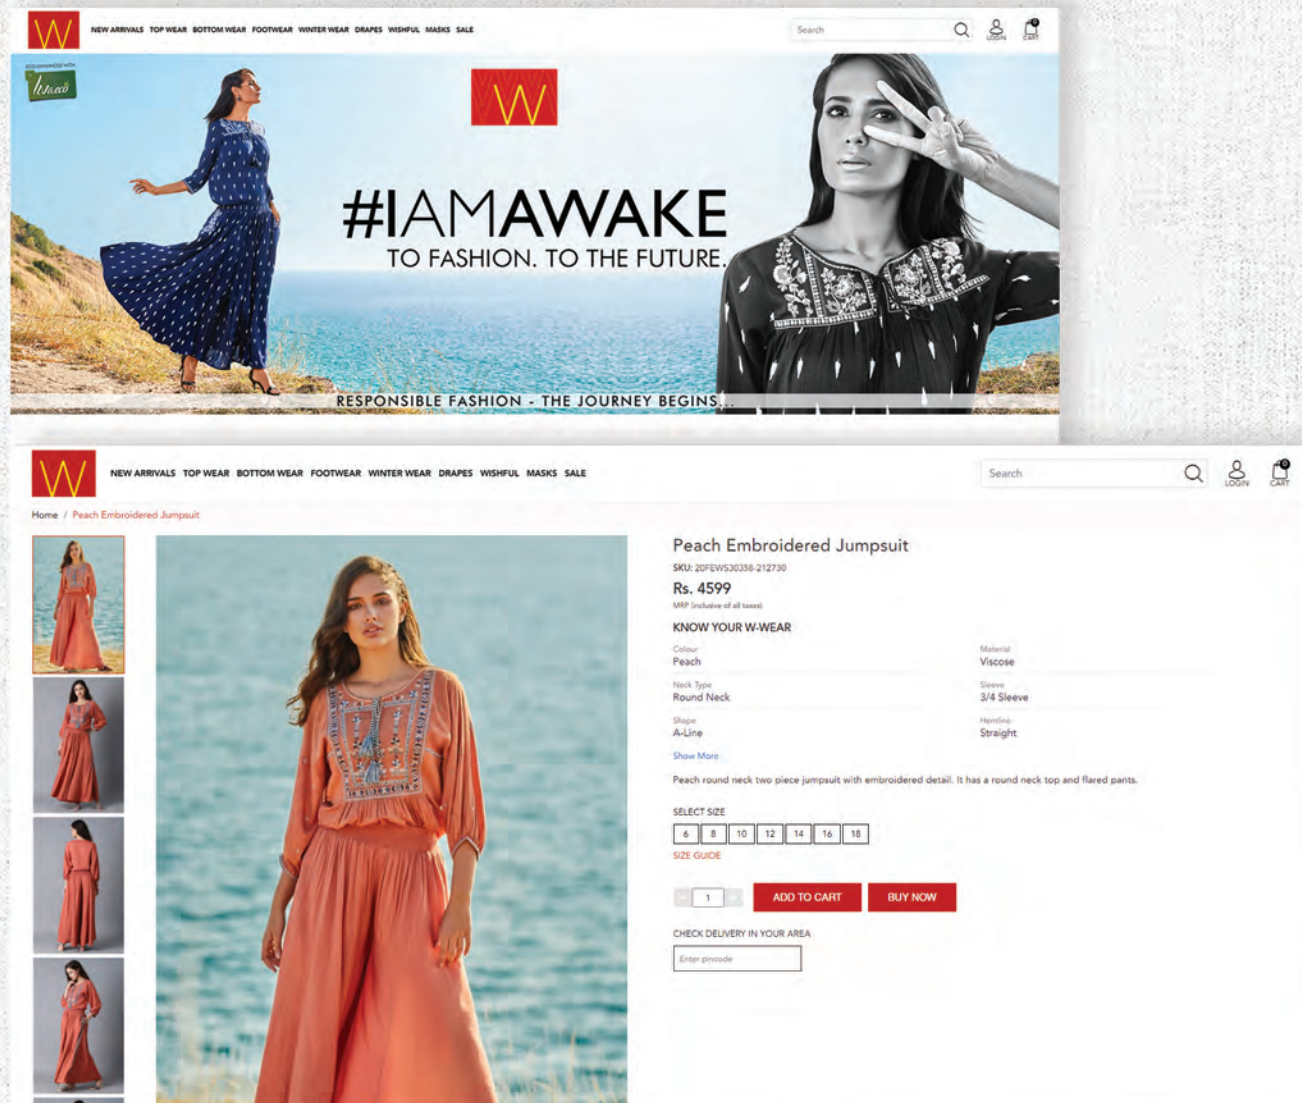 W
NEW ARRIVALS TOP WEAR BOTTOM WEAR FOOTWEAR WINTER WEAR DRAPES WISHFUL MASKS SALE
Search
LOGIN
0
CART
ECO-ENHANCED WITH
W
#IAMAWAKE
TO FASHION. TO THE FUTURE.
RESPONSIBLE FASHION - THE JOURNEY BEGINS...
W
NEW ARRIVALS TOP WEAR BOTTOM WEAR FOOTWEAR WINTER WEAR DRAPES WISHFUL MASKS SALE
Search
LOGIN
0
CART
Home / Peach Embroidered Jumpsuit
Peach Embroidered Jumpsuit
SKU: 20FEWS30358-212730
Rs. 4599
MRP (inclusive of all taxes)
KNOW YOUR W-WEAR
Colour
Peach
Material
Viscose
Neck Type
Round Neck
Sleeve
3/4 Sleeve
Shape
A-Line
Hemline
Straight
Show More
Peach round neck two piece jumpsuit with embroidered detail. It has a round neck top and flared pants.
SELECT SIZE
6 8 10 12 14 16 18
SIZE GUIDE
1
ADD TO CART
BUY NOW
CHECK DELIVERY IN YOUR AREA
Enter pincode